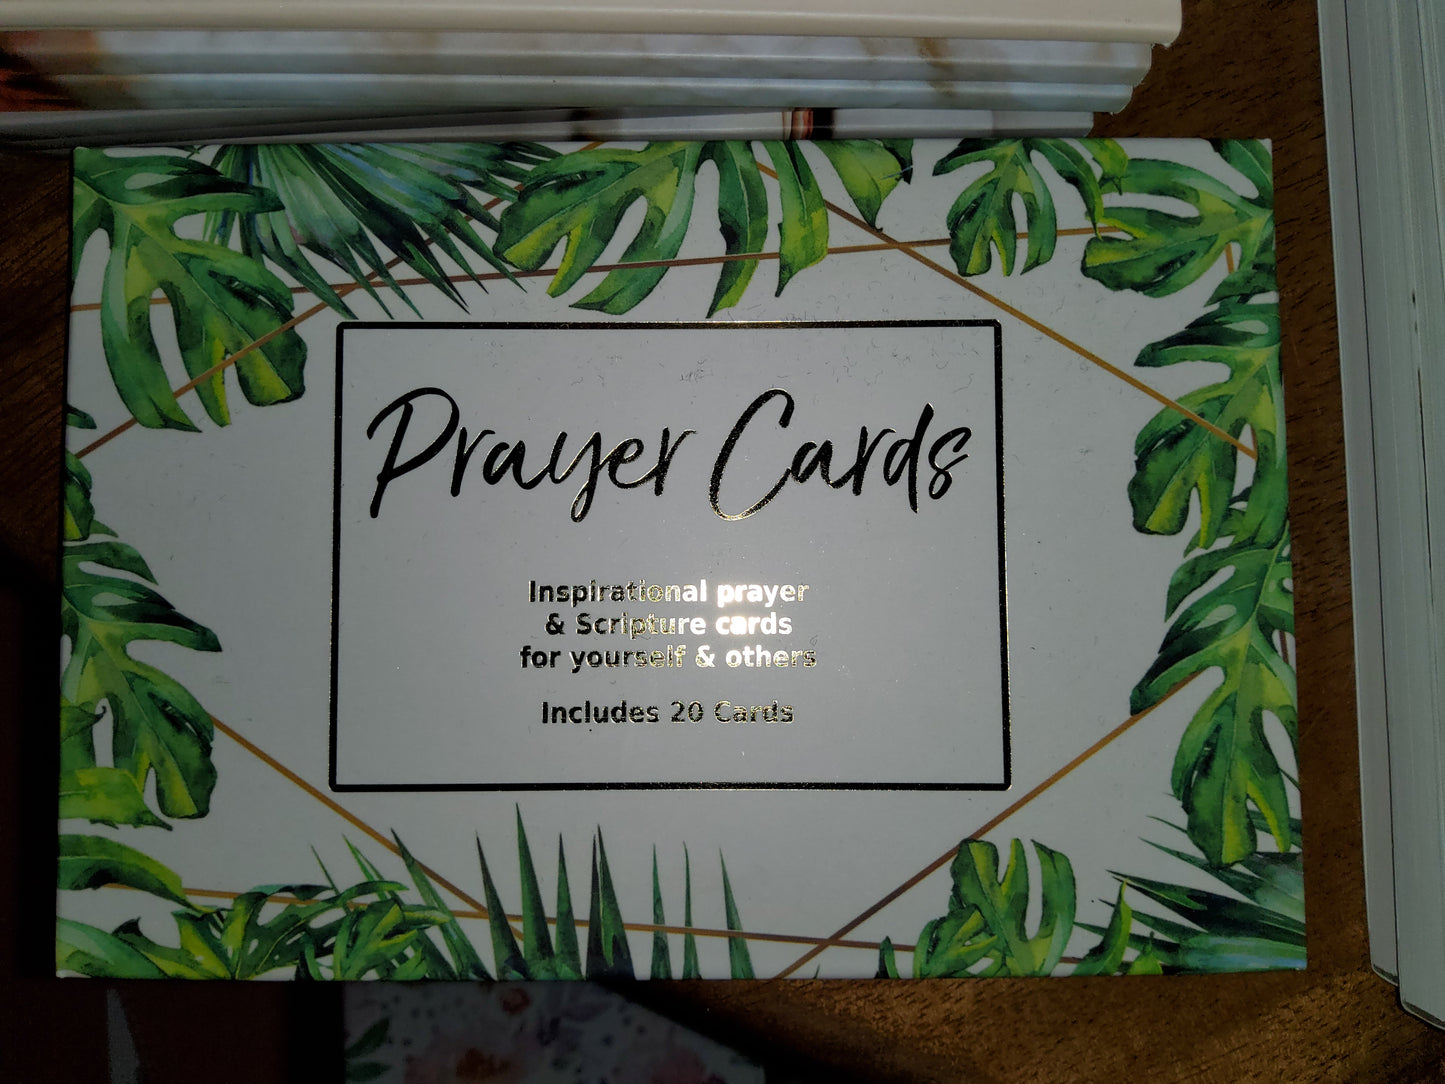 Prayer Cards
Inspirational prayer
& Scripture cards
for yourself & others
Includes 20 Cards